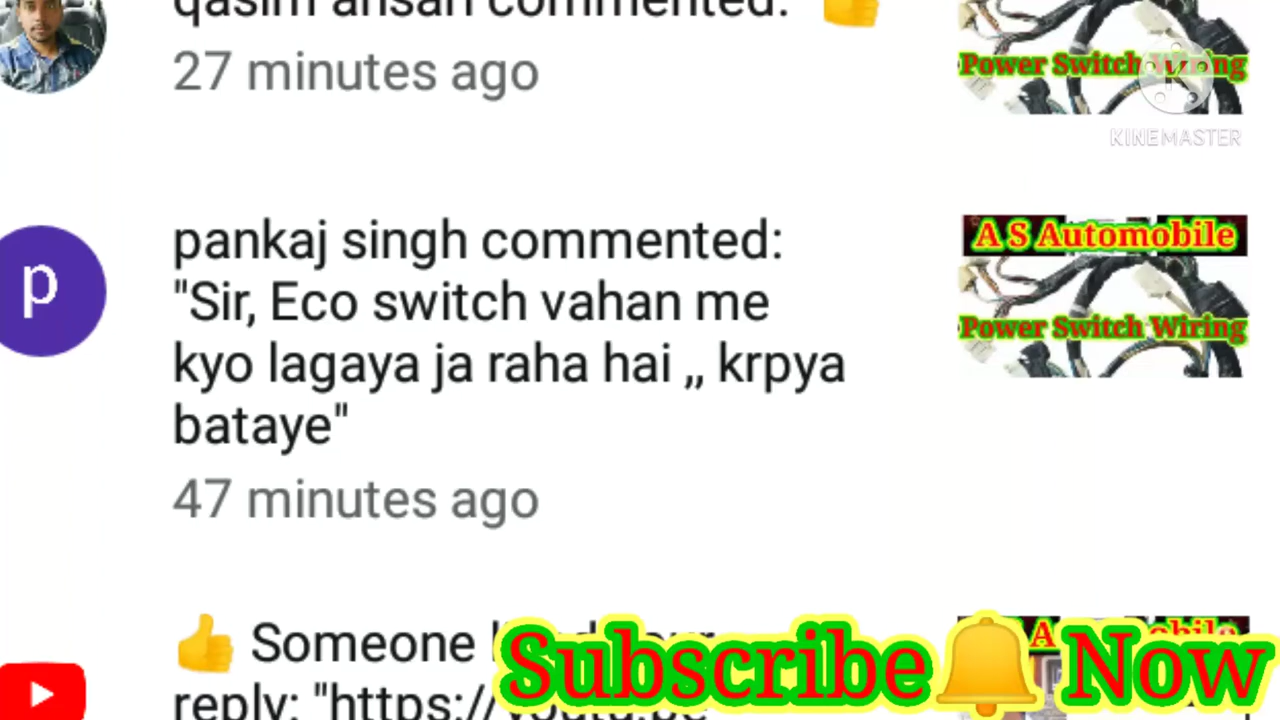 qasim ansari commented: "👍"
27 minutes ago
Power Switch Wiring
KINEMASTER
pankaj singh commented:
"Sir, Eco switch vahan me
kyo lagaya ja raha hai ,, krpya
bataye"
47 minutes ago
A S Automobile
Power Switch Wiring
p
👍 Someone
reply: "https://youtu.be
Subscribe🔔Now